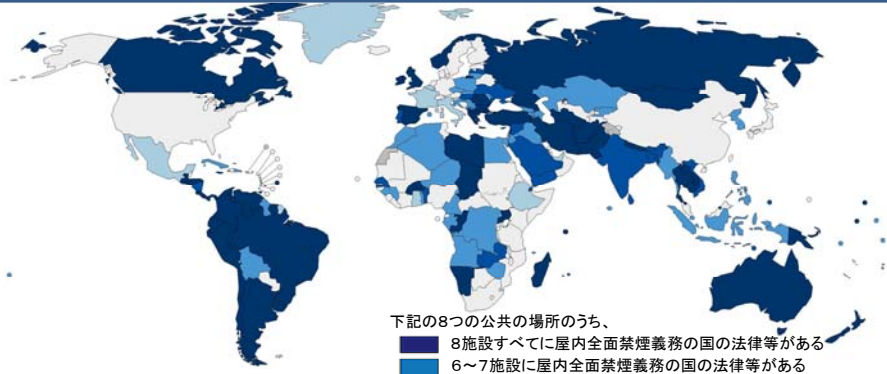 下記の8つの公共の場所のうち、
8施設すべてに屋内全面禁煙義務の国の法律等がある
6～7施設に屋内全面禁煙義務の国の法律等がある